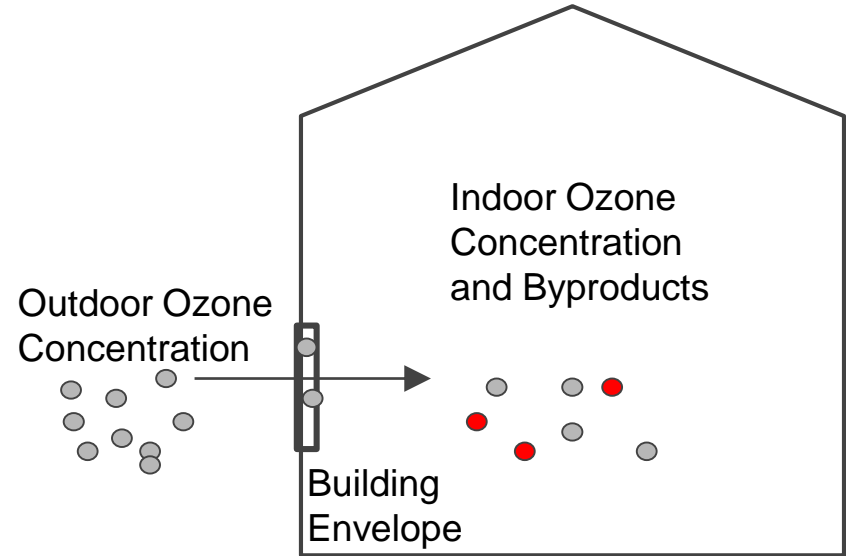 Indoor Ozone
Concentration
and Byproducts
Outdoor Ozone
Concentration
Building
Envelope